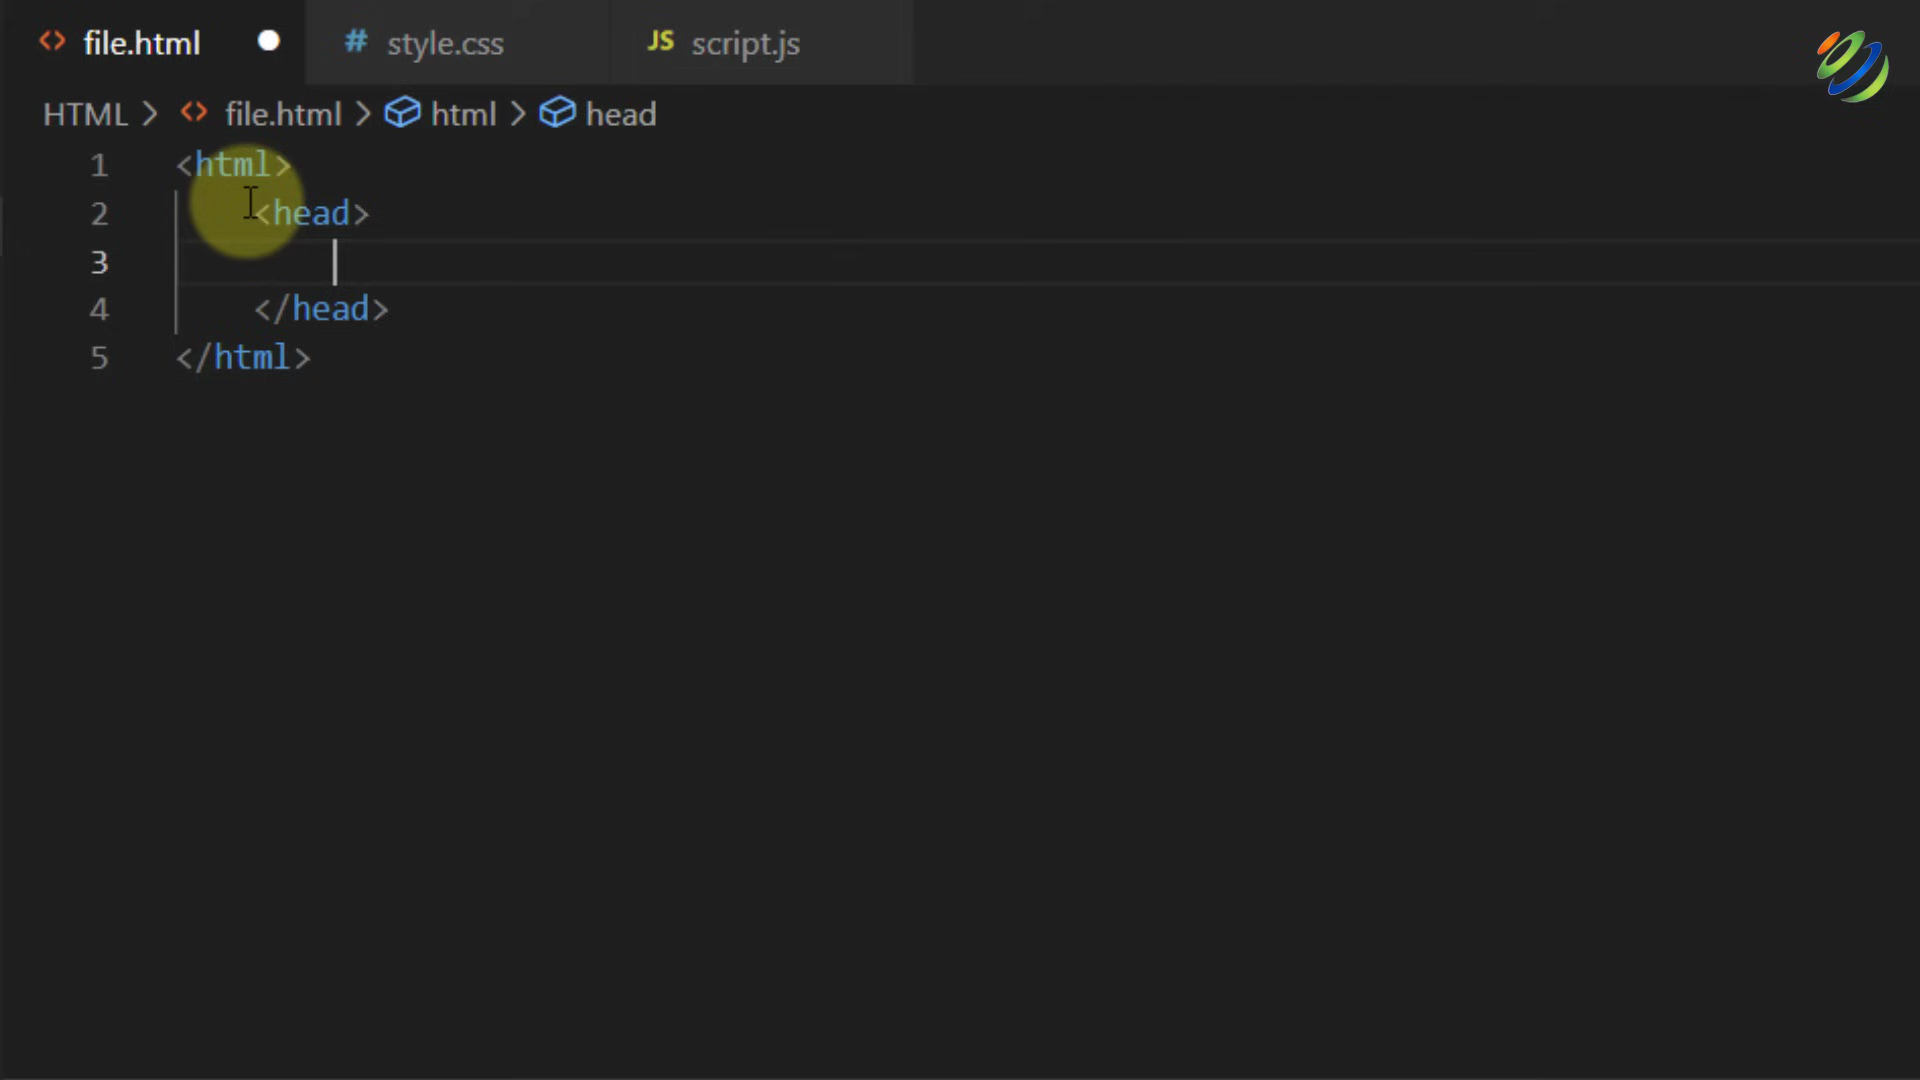 file.html style.css JS script.js
HTML > file.html > html > head
1 <html>
2 <head>
3
4 </head>
5 </html>